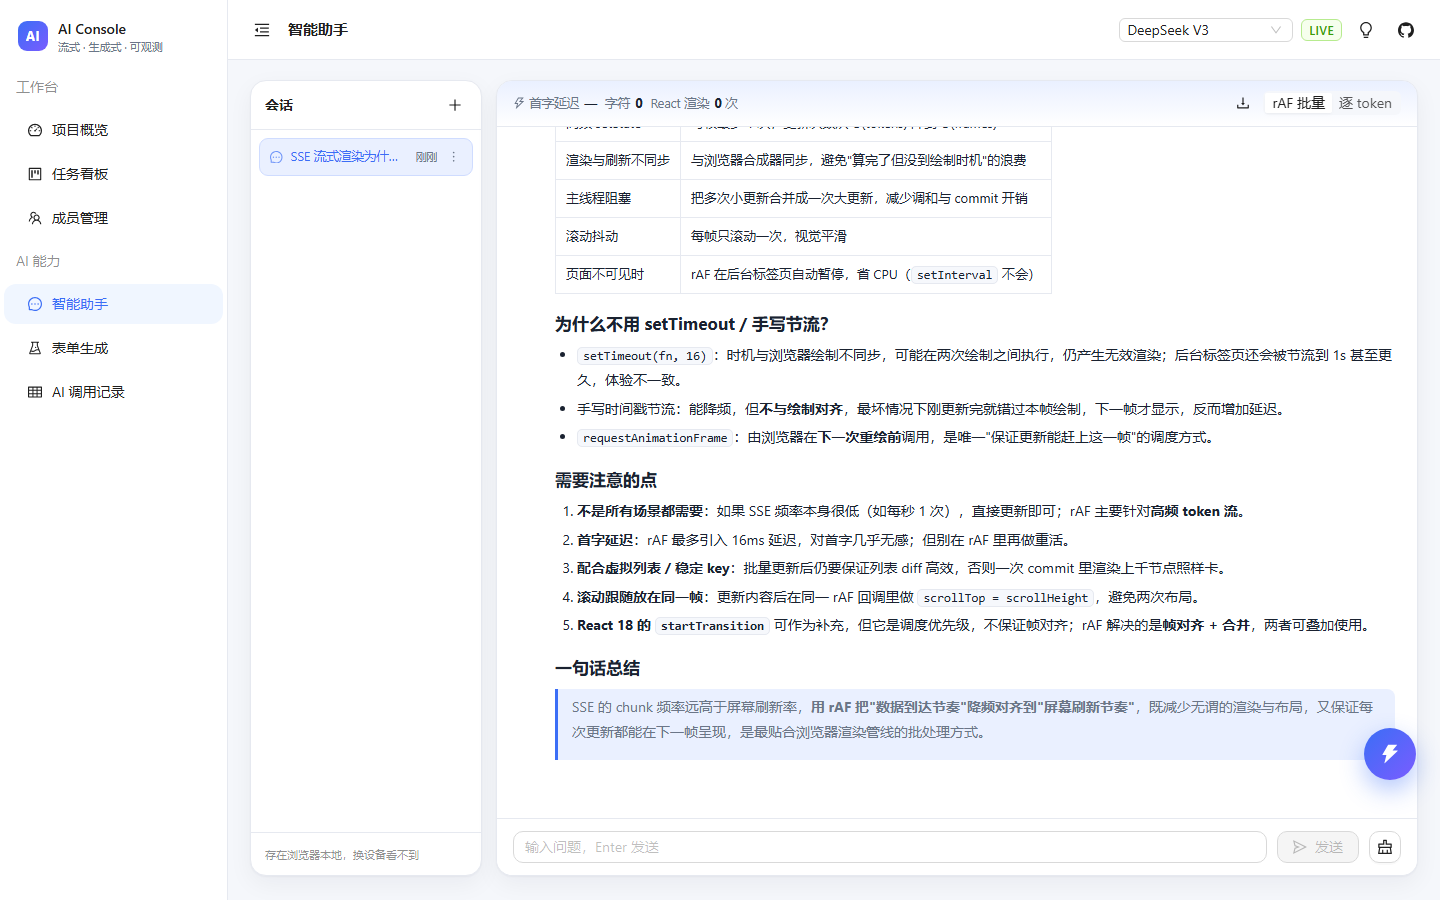 AI
AI Console
流式 · 生成式 · 可观测
工作台
项目概览
任务看板
成员管理
AI 能力
智能助手
表单生成
AI 调用记录
智能助手
DeepSeek V3
LIVE
会话
SSE 流式渲染为什... 刚刚
存在浏览器本地，换设备看不到
首字延迟 — 字符 0 React 渲染 0 次
rAF 批量 逐 token
渲染与刷新不同步 与浏览器合成器同步，避免"算完了但没到绘制时机"的浪费
主线程阻塞 把多次小更新合并成一次大更新，减少调和与 commit 开销
滚动抖动 每帧只滚动一次，视觉平滑
页面不可见时 rAF 在后台标签页自动暂停，省 CPU（setInterval 不会）
为什么不用 setTimeout / 手写节流？
setTimeout(fn, 16)：时机与浏览器绘制不同步，可能在两次绘制之间执行，仍产生无效渲染；后台标签页还会被节流到 1s 甚至更
久，体验不一致。
手写时间戳节流：能降频，但不与绘制对齐，最坏情况下刚更新完就错过本帧绘制，下一帧才显示，反而增加延迟。
requestAnimationFrame：由浏览器在下一次重绘前调用，是唯一"保证更新能赶上这一帧"的调度方式。
需要注意的点
1. 不是所有场景都需要：如果 SSE 频率本身很低（如每秒 1 次），直接更新即可；rAF 主要针对高频 token 流。
2. 首字延迟：rAF 最多引入 16ms 延迟，对首字几乎无感；但别在 rAF 里再做重活。
3. 配合虚拟列表 / 稳定 key：批量更新后仍要保证列表 diff 高效，否则一次 commit 里渲染上千节点照样卡。
4. 滚动跟随放在同一帧：更新内容后在同一 rAF 回调里做 scrollTop = scrollHeight，避免两次布局。
5. React 18 的 startTransition 可作为补充，但它是调度优先级，不保证帧对齐；rAF 解决的是帧对齐 + 合并，两者可叠加使用。
一句话总结
SSE 的 chunk 频率远高于屏幕刷新率，用 rAF 把"数据到达节奏"降频对齐到"屏幕刷新节奏"，既减少无谓的渲染与布局，又保证每
次更新都能在下一帧呈现，是最贴合浏览器渲染管线的批处理方式。
输入问题，Enter 发送
发送